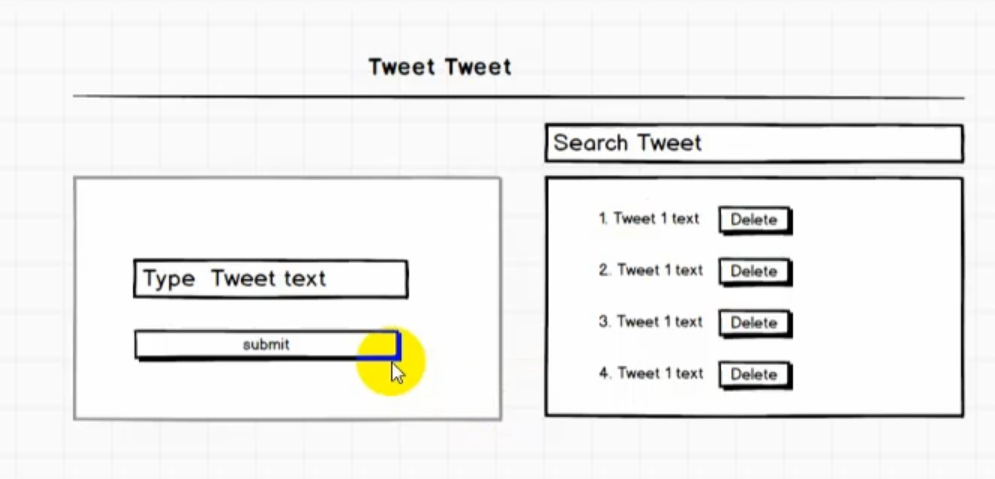 Tweet Tweet
Search Tweet
Type Tweet text
submit
1. Tweet 1 text Delete
2. Tweet 1 text Delete
3. Tweet 1 text Delete
4. Tweet 1 text Delete